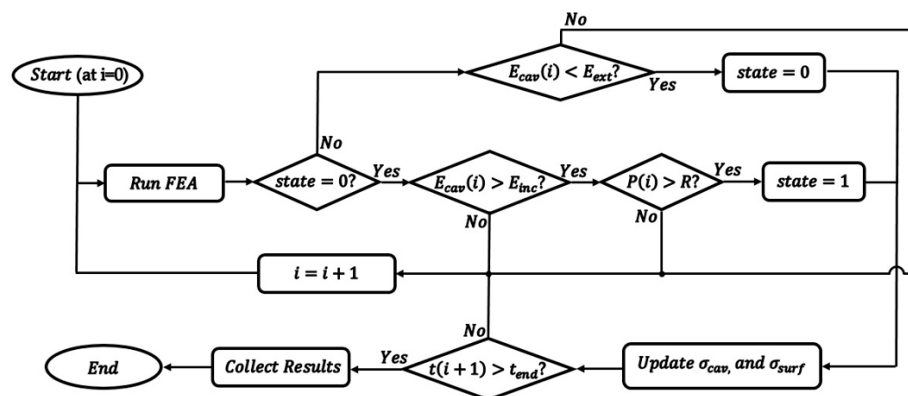 No
Start (at i=0)
E_cav(i) < E_ext?
Yes
state = 0
No
Run FEA
state = 0?
Yes
E_cav(i) > E_inc?
Yes
P(i) > R?
Yes
state = 1
No
No
i = i + 1
No
End
Collect Results
Yes
t(i + 1) > t_end?
Update σ_cav, and σ_surf